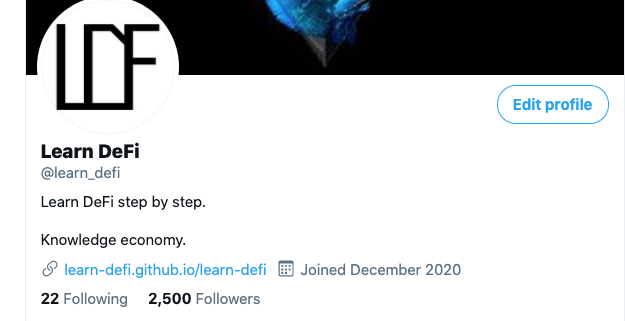 LDF
Edit profile
Learn DeFi
@learn_defi
Learn DeFi step by step.
Knowledge economy.
learn-defi.github.io/learn-defi Joined December 2020
22 Following 2,500 Followers